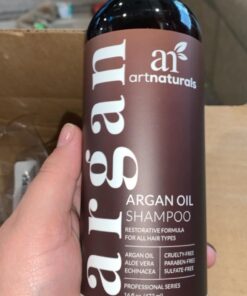 ar
artnaturals
argan
ARGAN OIL
SHAMPOO
RESTORATIVE FORMULA
FOR ALL HAIR TYPES
ARGAN OIL
ALOE VERA
ECHINACEA
CRUELTY-FREE
PARABEN-FREE
SULFATE-FREE
PROFESSIONAL SERIES